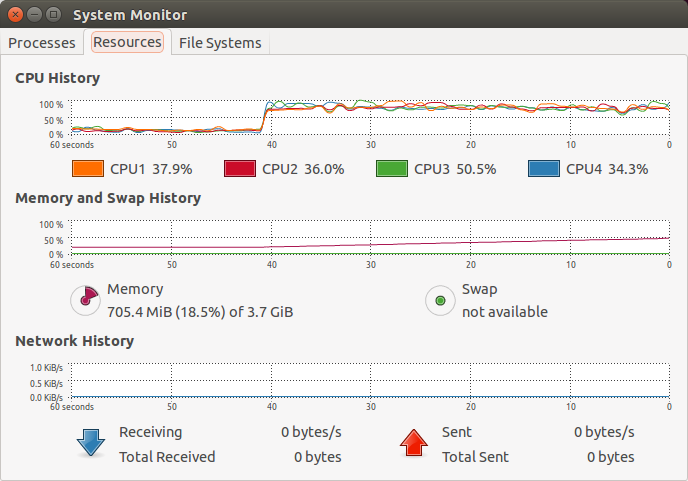 System Monitor
Processes Resources File Systems
CPU History
100 %
50 %
0 %
60 seconds 50 40 30 20 10 0
CPU1 37.9% CPU2 36.0% CPU3 50.5% CPU4 34.3%
Memory and Swap History
100 %
50 %
0 %
60 seconds 50 40 30 20 10 0
Memory Swap
705.4 MiB (18.5%) of 3.7 GiB not available
Network History
1.0 KiB/s
0.5 KiB/s
0.0 KiB/s
60 seconds 50 40 30 20 10 0
Receiving 0 bytes/s Sent 0 bytes/s
Total Received 0 bytes Total Sent 0 bytes